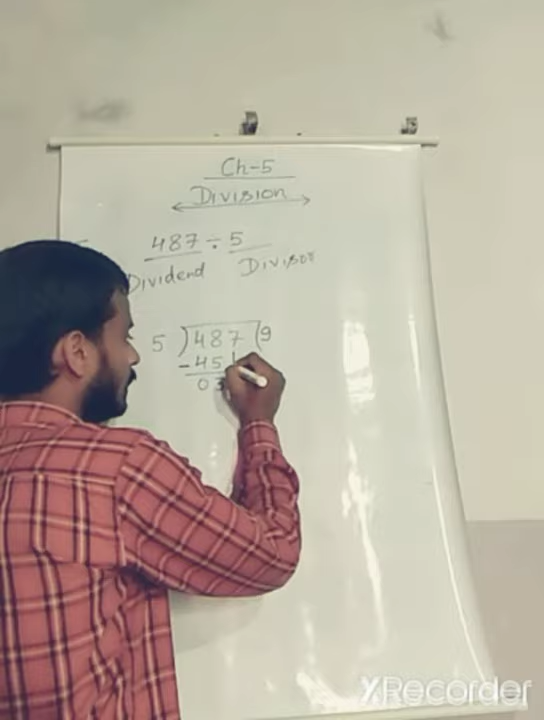 Ch-5
Division
487 ÷ 5
Dividend Divisor
5 ) 487 ( 9
- 45
03
XRecorder